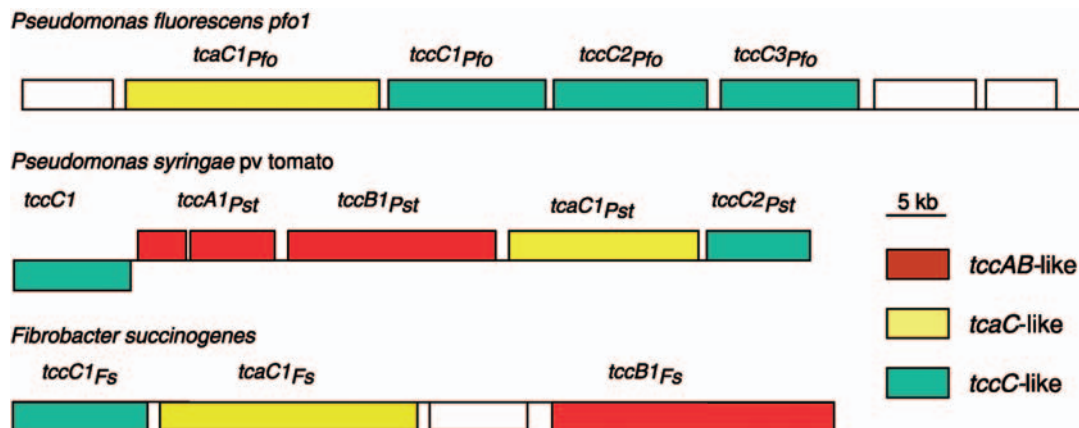 Pseudomonas fluorescens pfo1
tcaC1Pfo tccC1Pfo tccC2Pfo tccC3Pfo
Pseudomonas syringae pv tomato
tccC1 tccA1Pst tccB1Pst tcaC1Pst tccC2Pst
5 kb
tccAB-like
Fibrobacter succinogenes
tcaC-like
tccC1Fs tcaC1Fs tccB1Fs
tccC-like